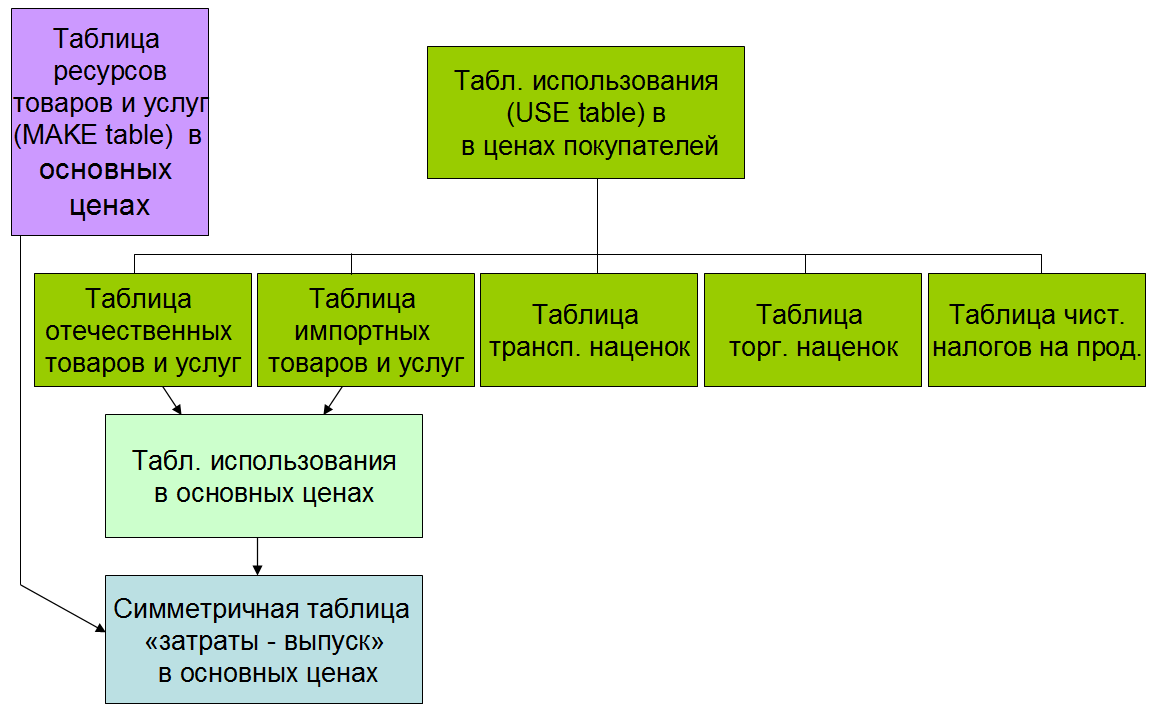 Таблица
ресурсов
товаров и услуг
(MAKE table) в
основных
ценах
Табл. использования
(USE table) в
в ценах покупателей
Таблица
отечественных
товаров и услуг
Таблица
импортных
товаров и услуг
Таблица
трансп. наценок
Таблица
торг. наценок
Таблица чист.
налогов на прод.
Табл. использования
в основных ценах
Симметричная таблица
«затраты - выпуск»
в основных ценах